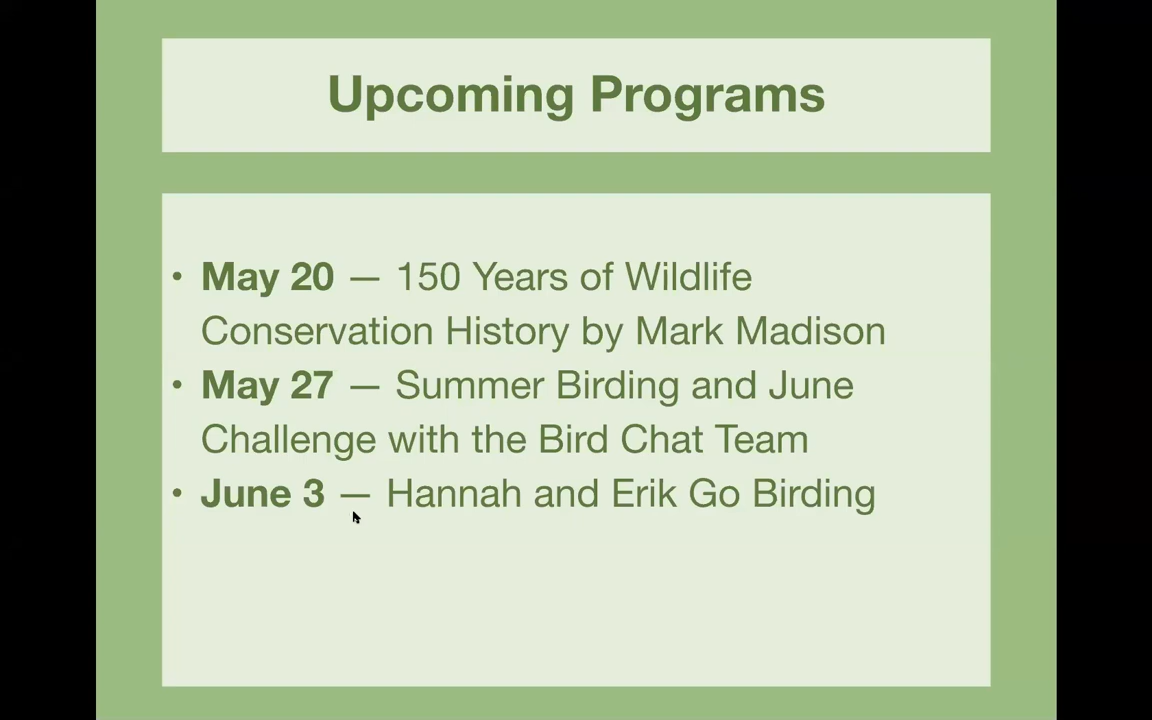 Upcoming Programs
• May 20 — 150 Years of Wildlife
Conservation History by Mark Madison
• May 27 — Summer Birding and June
Challenge with the Bird Chat Team
• June 3 — Hannah and Erik Go Birding